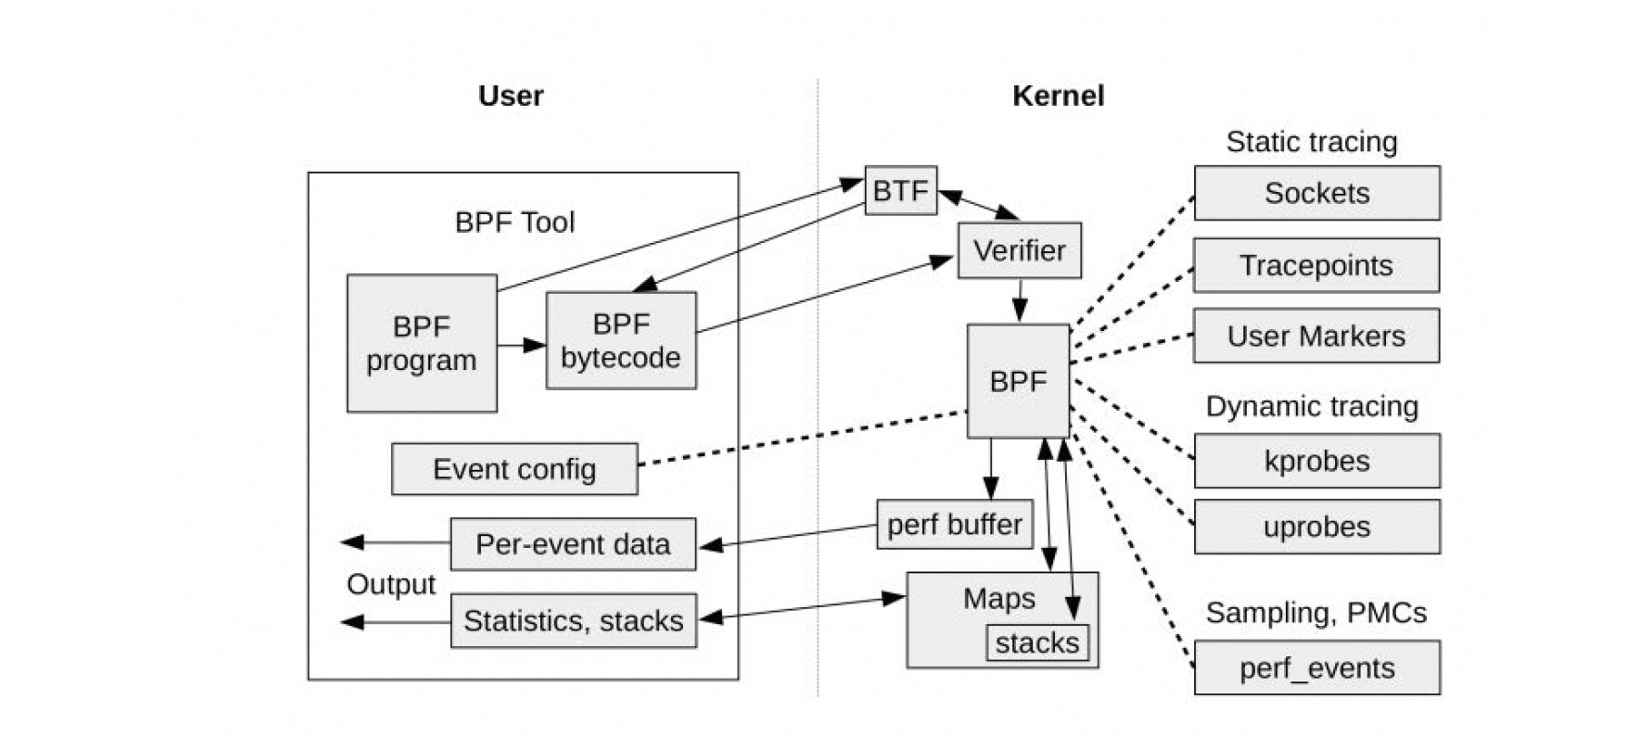 User
Kernel
BPF Tool
BPF
program
BPF
bytecode
Event config
Per-event data
Output
Statistics, stacks
BTF
Verifier
BPF
perf buffer
Maps
stacks
Static tracing
Sockets
Tracepoints
User Markers
Dynamic tracing
kprobes
uprobes
Sampling, PMCs
perf_events